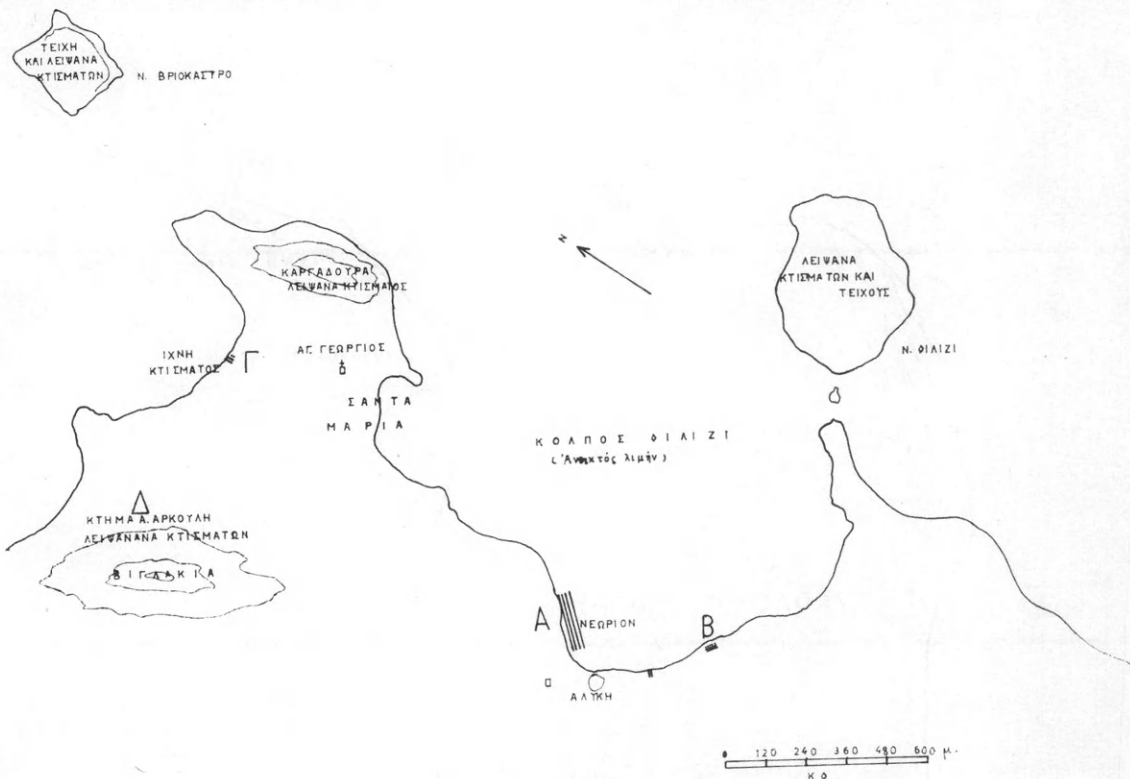 ΤΕΙΧΗ
ΚΑΙ ΛΕΙΨΑΝΑ
ΚΤΙΣΜΑΤΩΝ
Ν. ΒΡΙΟΚΑΣΤΡΟ
ΚΑΡΓΑΔΟΥΡΑ
ΛΕΙΨΑΝΑ ΚΤΙΣΜΑΤΟΣ
N
ΛΕΙΨΑΝΑ
ΚΤΙΣΜΑΤΩΝ ΚΑΙ
ΤΕΙΧΟΥΣ
Ν. ΦΙΛΙΖΙ
ΙΧΝΗ
ΚΤΙΣΜΑΤΟΣ
Γ
ΑΓ. ΓΕΩΡΓΙΟΣ
ΣΑΝΤΑ
ΜΑΡΙΑ
ΚΟΛΠΟΣ ΦΙΛΙΖΙ
(Ἀνοικτός λιμήν)
Δ
ΚΤΗΜΑ Α. ΑΡΚΟΥΛΗ
ΛΕΙΨΑΝΑΝΑ ΚΤΙΣΜΑΤΩΝ
ΒΙΓΛΑΚΙΑ
Α
ΝΕΩΡΙΟΝ
Β
ΑΛΥΚΗ
0 120 240 360 480 600 μ.
Κ.Φ.